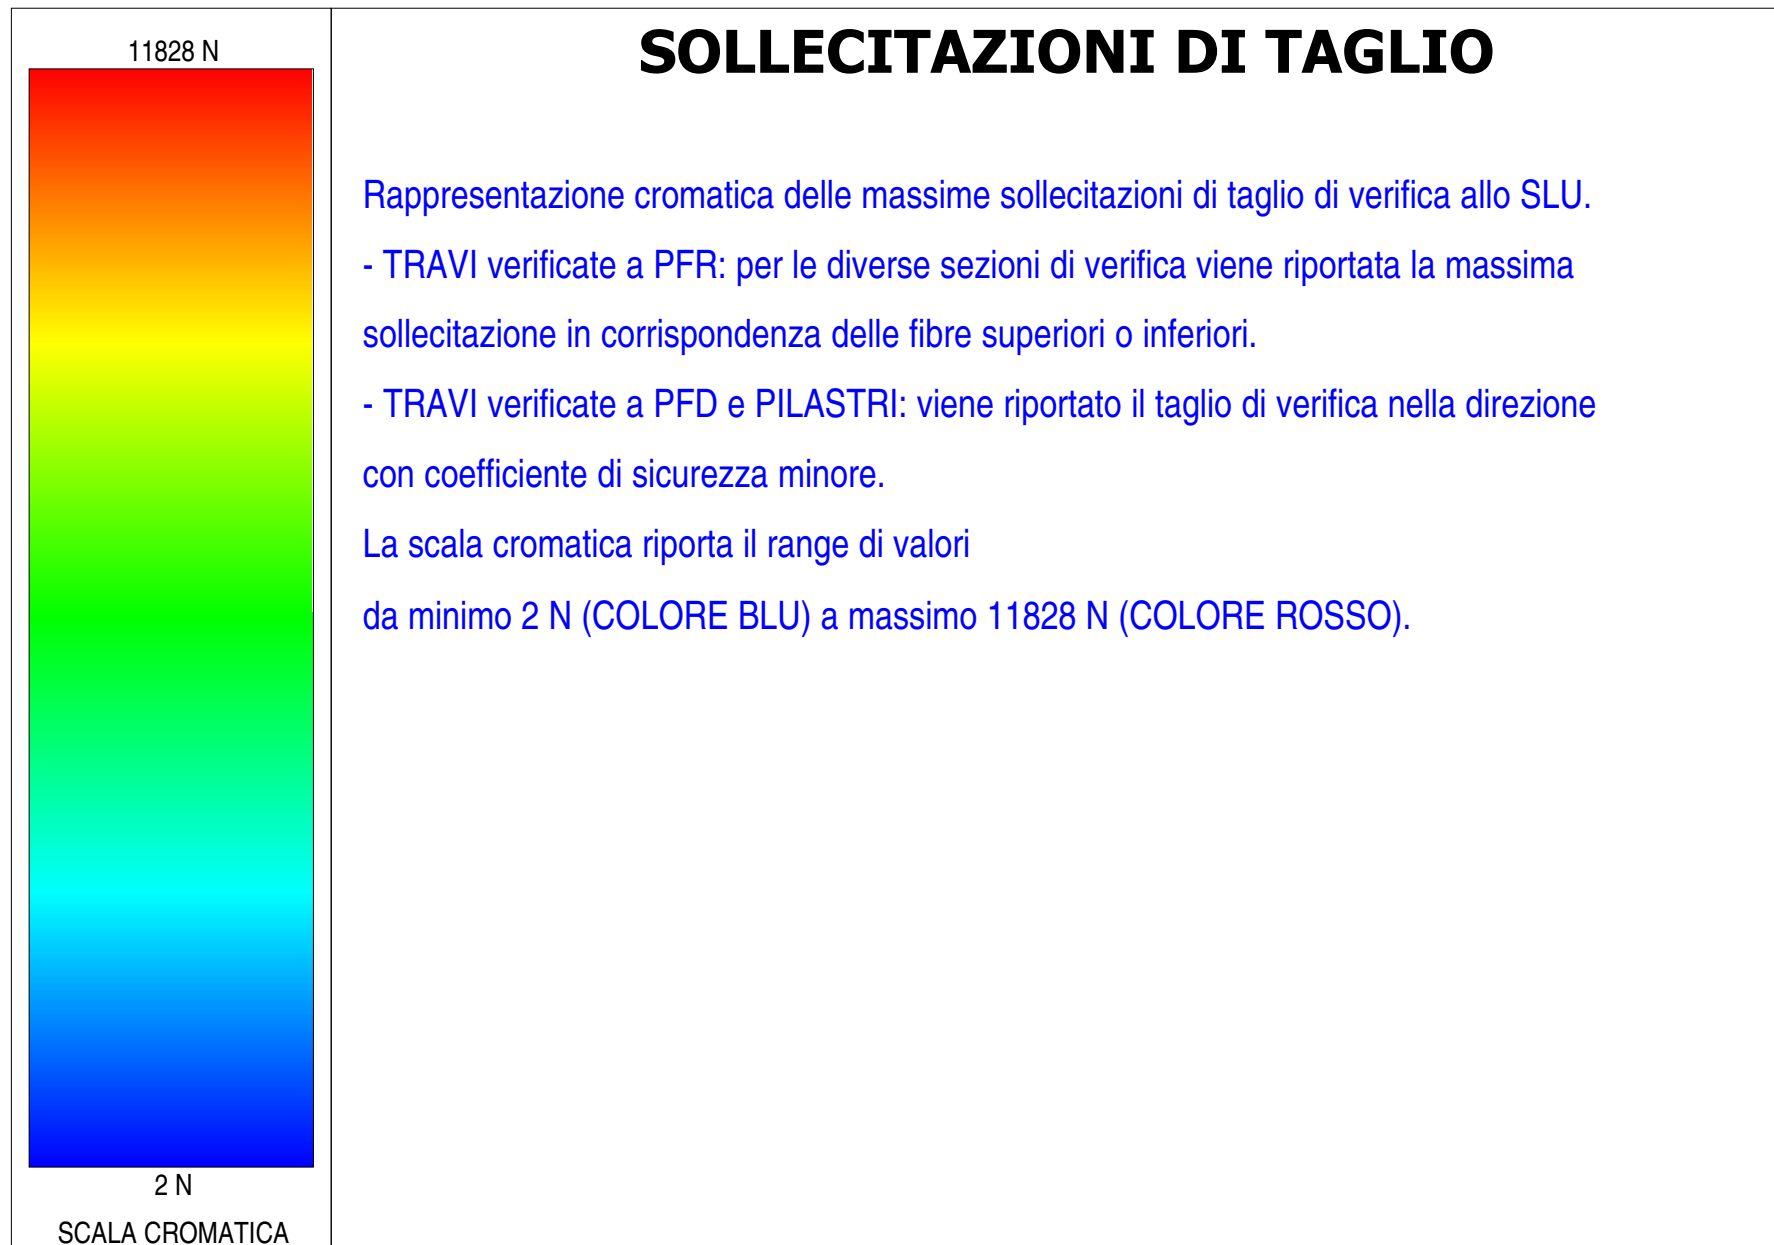 11828 N
2 N
SCALA CROMATICA
SOLLECITAZIONI DI TAGLIO
Rappresentazione cromatica delle massime sollecitazioni di taglio di verifica allo SLU.
- TRAVI verificate a PFR: per le diverse sezioni di verifica viene riportata la massima
sollecitazione in corrispondenza delle fibre superiori o inferiori.
- TRAVI verificate a PFD e PILASTRI: viene riportato il taglio di verifica nella direzione
con coefficiente di sicurezza minore.
La scala cromatica riporta il range di valori
da minimo 2 N (COLORE BLU) a massimo 11828 N (COLORE ROSSO).